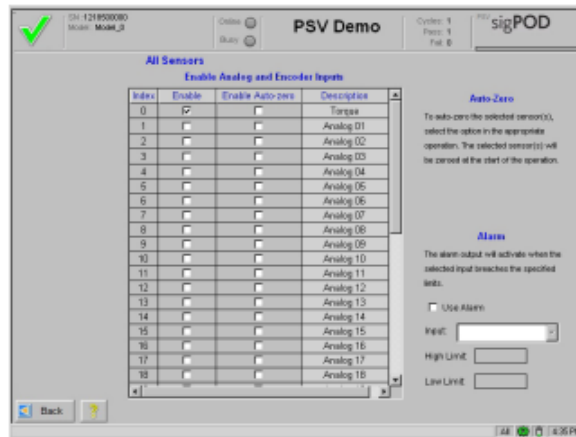 SN: 1218500000
Model: Model_0
Online
Busy
PSV Demo
Cycles: 1
Pass: 1
Fail: 0
PSV
sigPOD
All Sensors
Enable Analog and Encoder Inputs
Index Enable Enable Auto-zero Description
0 Torque
1 Analog 01
2 Analog 02
3 Analog 03
4 Analog 04
5 Analog 05
6 Analog 06
7 Analog 07
8 Analog 08
9 Analog 09
10 Analog 10
11 Analog 11
12 Analog 12
13 Analog 13
14 Analog 14
15 Analog 15
16 Analog 16
17 Analog 17
18 Analog 18
Auto-Zero
To auto-zero the selected sensor(s),
select the option in the appropriate
operation. The selected sensor(s) will
be zeroed at the start of the operation.
Alarm
The alarm output will activate when the
selected input breaches the specified
limits.
Use Alarm
Input:
High Limit:
Low Limit:
Back
?
4:35 P